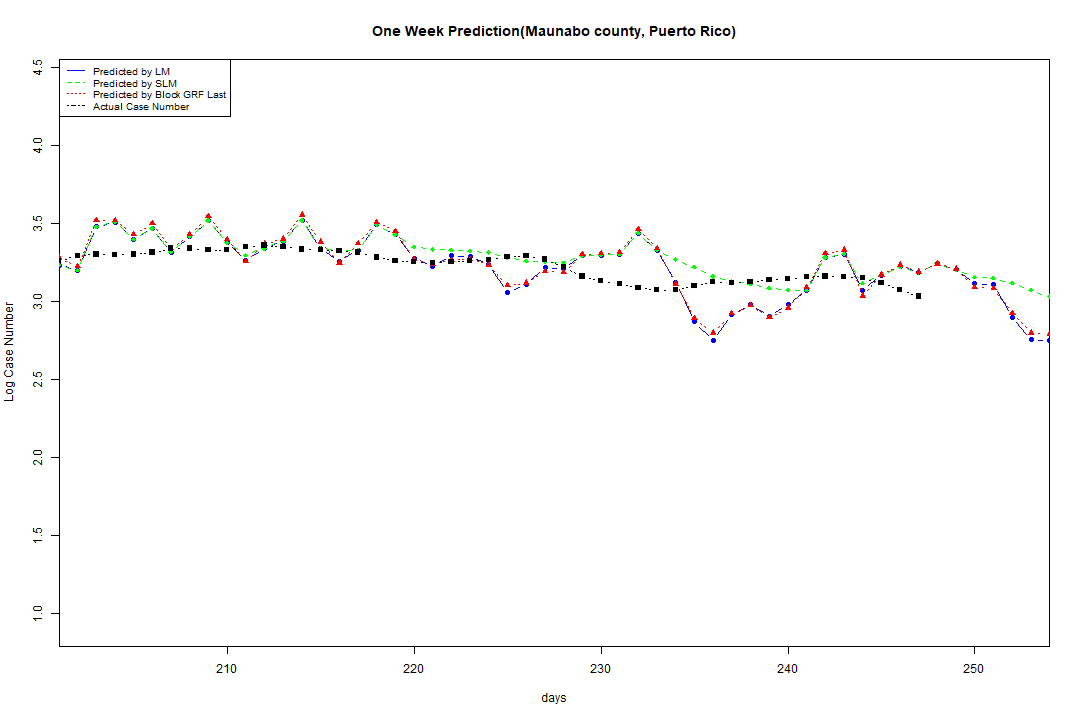 One Week Prediction(Maunabo county, Puerto Rico)
Predicted by LM
Predicted by SLM
Predicted by Block GRF Last
Actual Case Number
4.5
4.0
3.5
3.0
2.5
2.0
1.5
1.0
Log Case Number
210 220 230 240 250
days